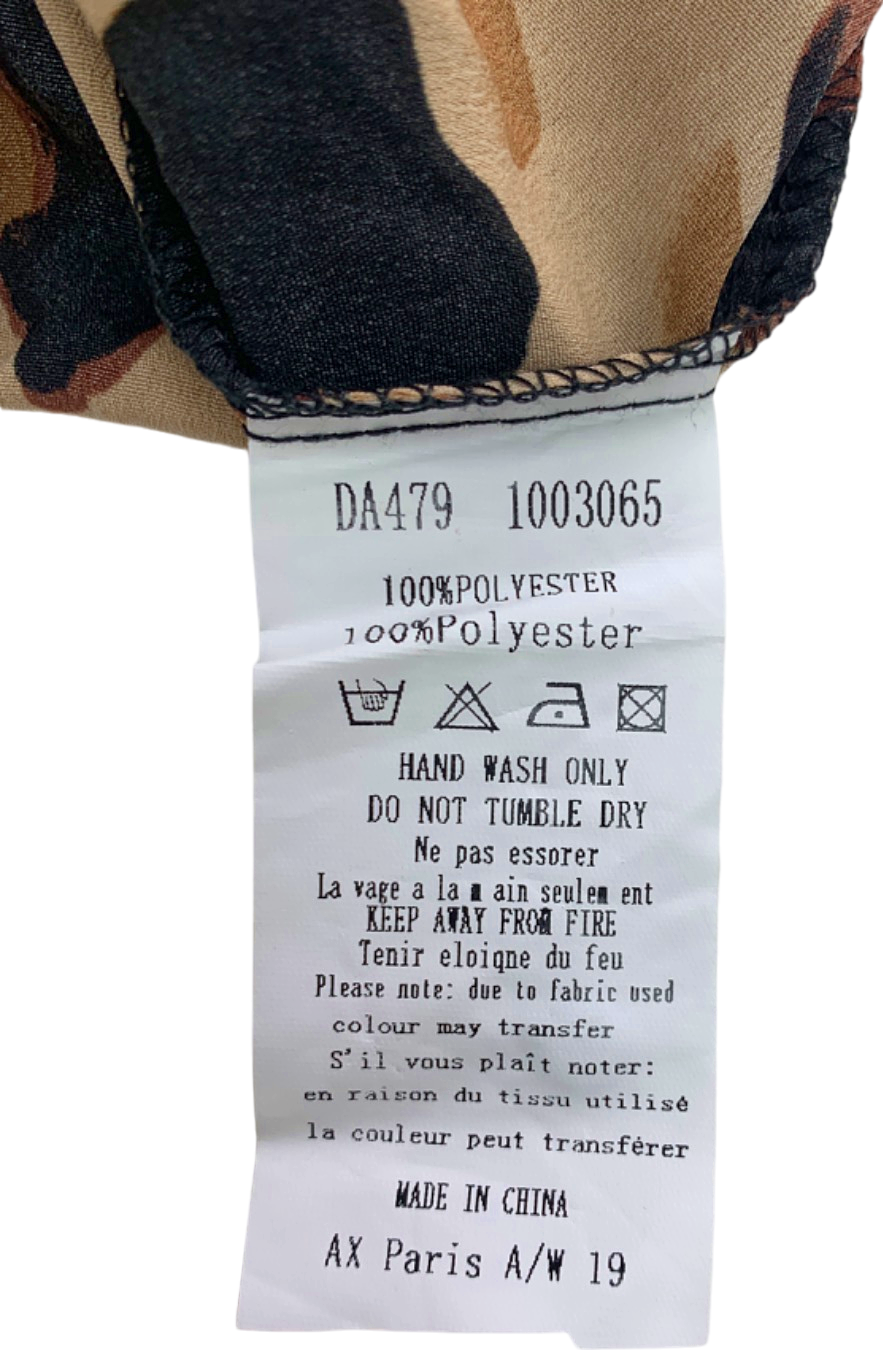 DA479 1003065
100%POLYESTER
100%Polyester
HAND WASH ONLY
DO NOT TUMBLE DRY
Ne pas essorer
La vage a la m ain seulem ent
KEEP AWAY FROM FIRE
Tenir eloiqne du feu
Please note: due to fabric used
colour may transfer
S'il vous plaît noter:
en raison du tissu utilisé
la couleur peut transférer
MADE IN CHINA
AX Paris A/W 19